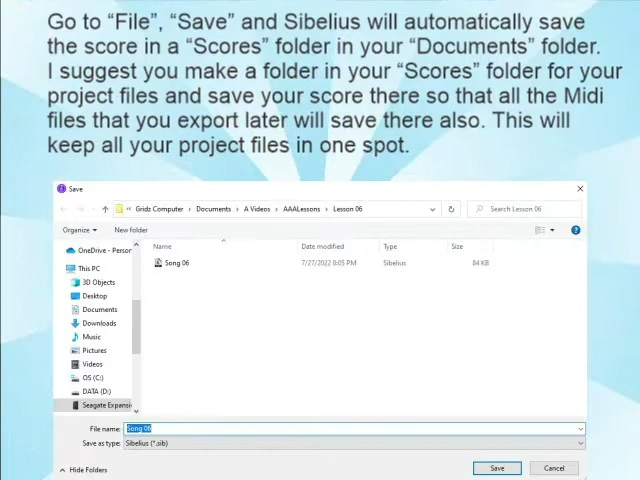 Go to “File”, “Save” and Sibelius will automatically save
the score in a “Scores” folder in your “Documents” folder.
I suggest you make a folder in your “Scores” folder for your
project files and save your score there so that all the Midi
files that you export later will save there also. This will
keep all your project files in one spot.
Save
« Gridz Computer › Documents › A Videos › AAALessons › Lesson 06
Search Lesson 06
Organize New folder
Name Date modified Type Size
OneDrive - Person
Song 06 7/27/2022 8:05 PM Sibelius 84 KB
This PC
3D Objects
Desktop
Documents
Downloads
Music
Pictures
Videos
OS (C:)
DATA (D:)
Seagate Expansi
File name: Song 06
Save as type: Sibelius (*.sib)
Hide Folders
Save Cancel